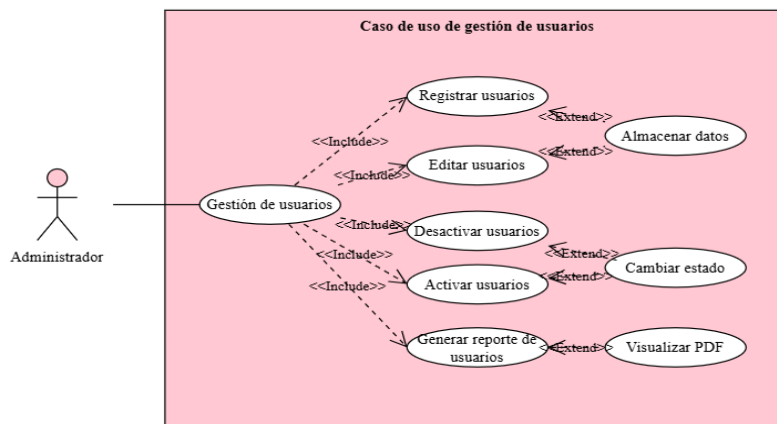 Caso de uso de gestión de usuarios
Registrar usuarios
<<Extend>>
Almacenar datos
<<Include>>
<<Extend>>
Editar usuarios
<<Include>>
Gestión de usuarios
<<Include>>
Desactivar usuarios
Administrador
<<Include>>
<<Extend>>
Cambiar estado
<<Extend>>
Activar usuarios
<<Include>>
Generar reporte de
usuarios
<<Extend>>
Visualizar PDF